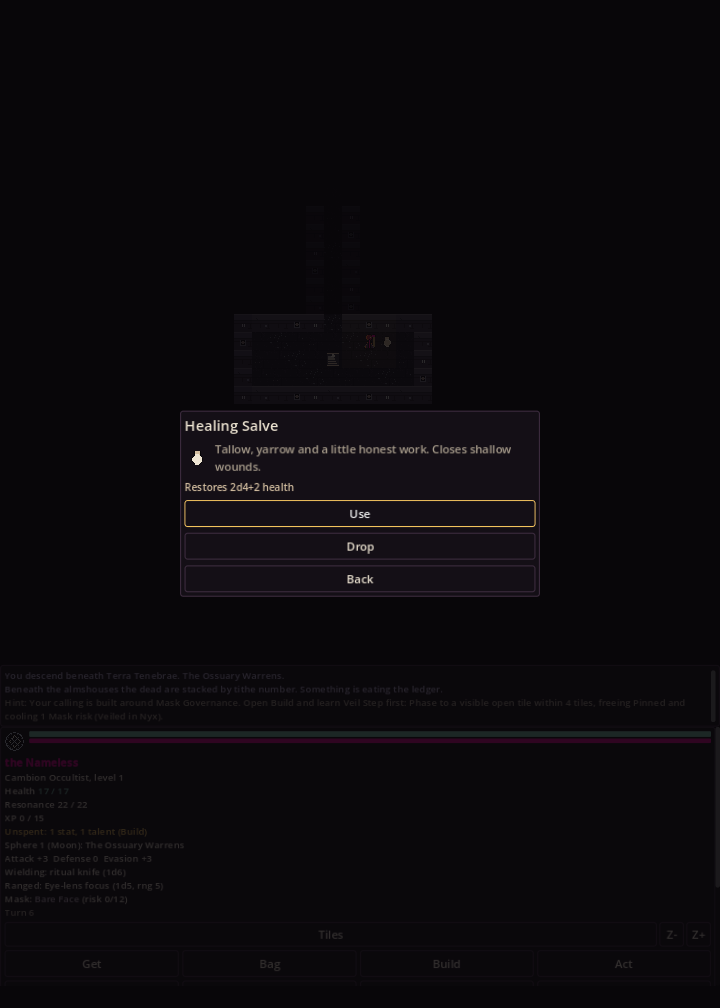 Healing Salve
Tallow, yarrow and a little honest work. Closes shallow
wounds.
Restores 2d4+2 health
Use
Drop
Back
You descend beneath Terra Tenebrae. The Ossuary Warrens.
Beneath the almshouses the dead are stacked by tithe number. Something is eating the ledger.
Hint: Your calling is built around Mask Governance. Open Build and learn Veil Step first: Phase to a visible open tile within 4 tiles, freeing Pinned and
cooling 1 Mask risk (Veiled in Nyx).
the Nameless
Cambion Occultist, level 1
Health 17 / 17
Resonance 22 / 22
XP 0 / 15
Unspent: 1 stat, 1 talent (Build)
Sphere 1 (Moon): The Ossuary Warrens
Attack +3 Defense 0 Evasion +3
Wielding: ritual knife (1d6)
Ranged: Eye-lens focus (1d5, rng 5)
Mask: Bare Face (risk 0/12)
Turn 6
Tiles
Z-
Z+
Get
Bag
Build
Act